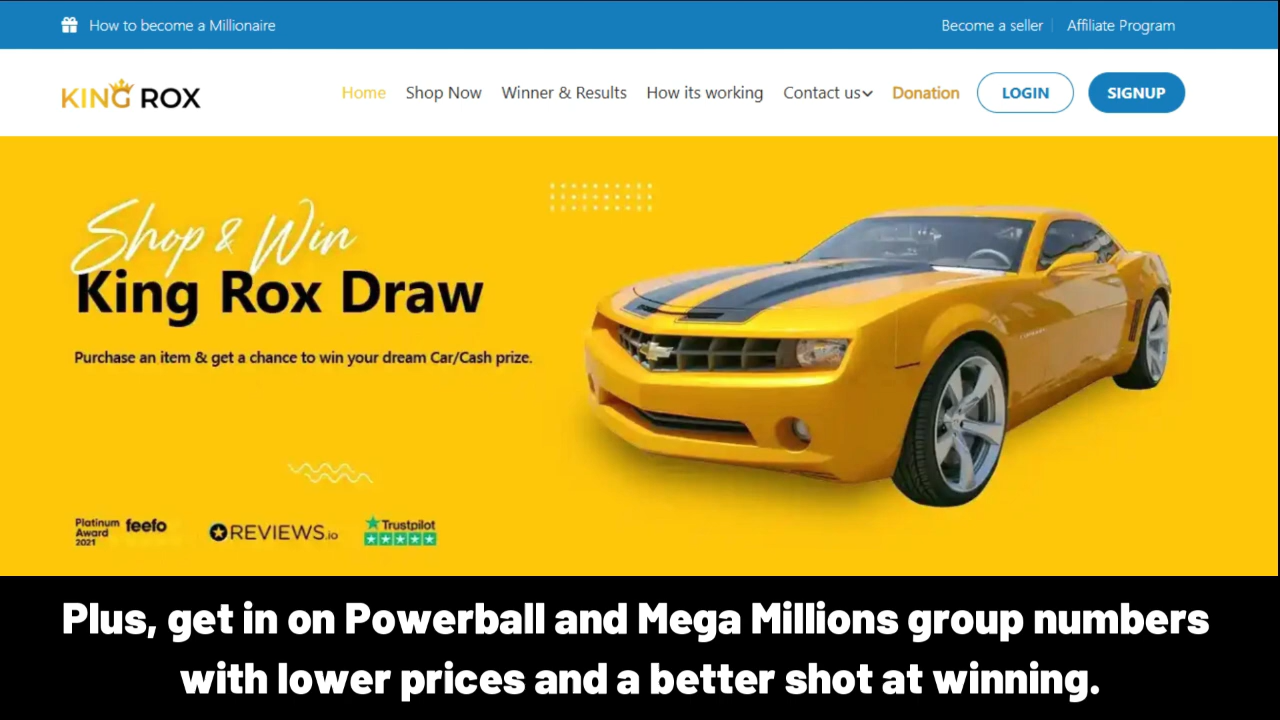 How to become a Millionaire
Become a seller
Affiliate Program
KING ROX
Home
Shop Now
Winner & Results
How its working
Contact us
Donation
LOGIN
SIGNUP
Shop & Win
King Rox Draw
Purchase an item & get a chance to win your dream Car/Cash prize.
Platinum
Award
2021
feefo
REVIEWS.io
Trustpilot
Plus, get in on Powerball and Mega Millions group numbers
with lower prices and a better shot at winning.